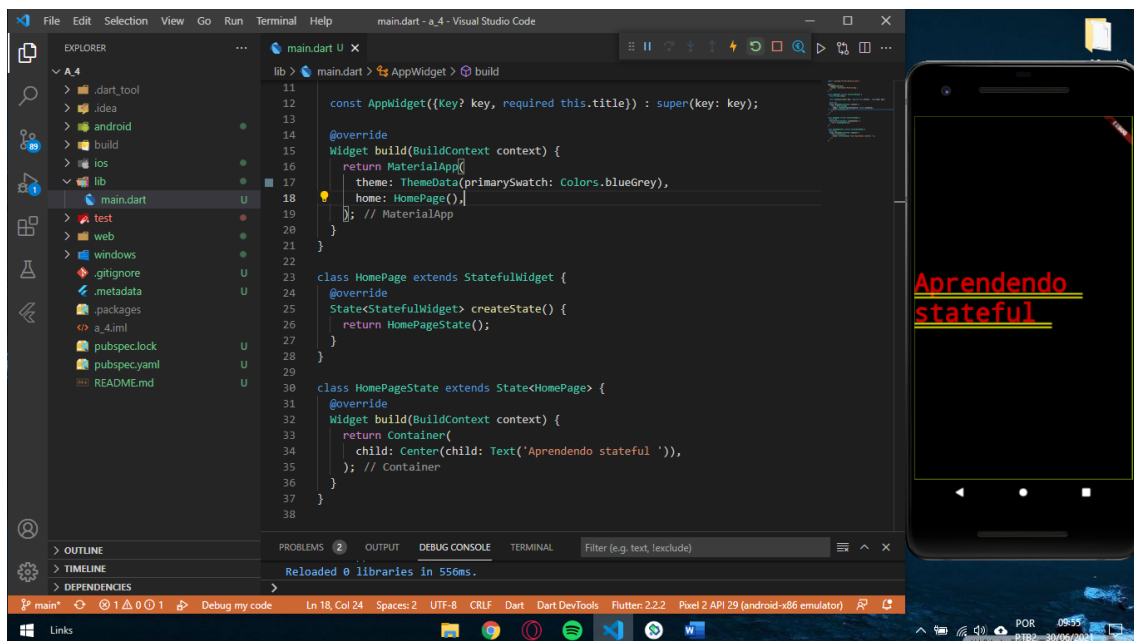 File Edit Selection View Go Run Terminal Help
main.dart - a_4 - Visual Studio Code
EXPLORER
A_4
.dart_tool
.idea
android
build
ios
lib
main.dart U
test
web
windows
.gitignore U
.metadata U
.packages
a_4.iml
pubspec.lock U
pubspec.yaml U
README.md U
OUTLINE
TIMELINE
DEPENDENCIES
89
1
main.dart U
lib > main.dart > AppWidget > build
11
12 const AppWidget({Key? key, required this.title}) : super(key: key);
13
14 @override
15 Widget build(BuildContext context) {
16 return MaterialApp(
17 theme: ThemeData(primarySwatch: Colors.blueGrey),
18 home: HomePage(),
19 ); // MaterialApp
20 }
21 }
22
23 class HomePage extends StatefulWidget {
24 @override
25 State<StatefulWidget> createState() {
26 return HomePageState();
27 }
28 }
29
30 class HomePageState extends State<HomePage> {
31 @override
32 Widget build(BuildContext context) {
33 return Container(
34 child: Center(child: Text('Aprendendo stateful ')),
35 ); // Container
36 }
37 }
38
PROBLEMS 2 OUTPUT DEBUG CONSOLE TERMINAL
Filter (e.g. text, !exclude)
Reloaded 0 libraries in 556ms.
>
main* 1 0 1 Debug my code
Ln 18, Col 24 Spaces: 2 UTF-8 CRLF Dart Dart DevTools Flutter: 2.2.2 Pixel 2 API 29 (android-x86 emulator)
Aprendendo
stateful
Links
POR
PTB2
09:55
30/06/2021